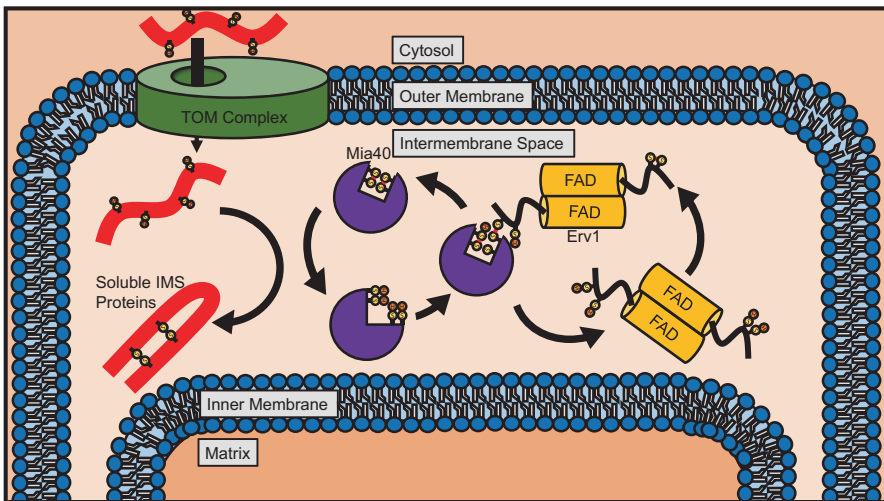 Cytosol
Outer Membrane
TOM Complex
Intermembrane Space
Mia40
FAD
FAD
Erv1
Soluble IMS
Proteins
FAD
FAD
Inner Membrane
Matrix